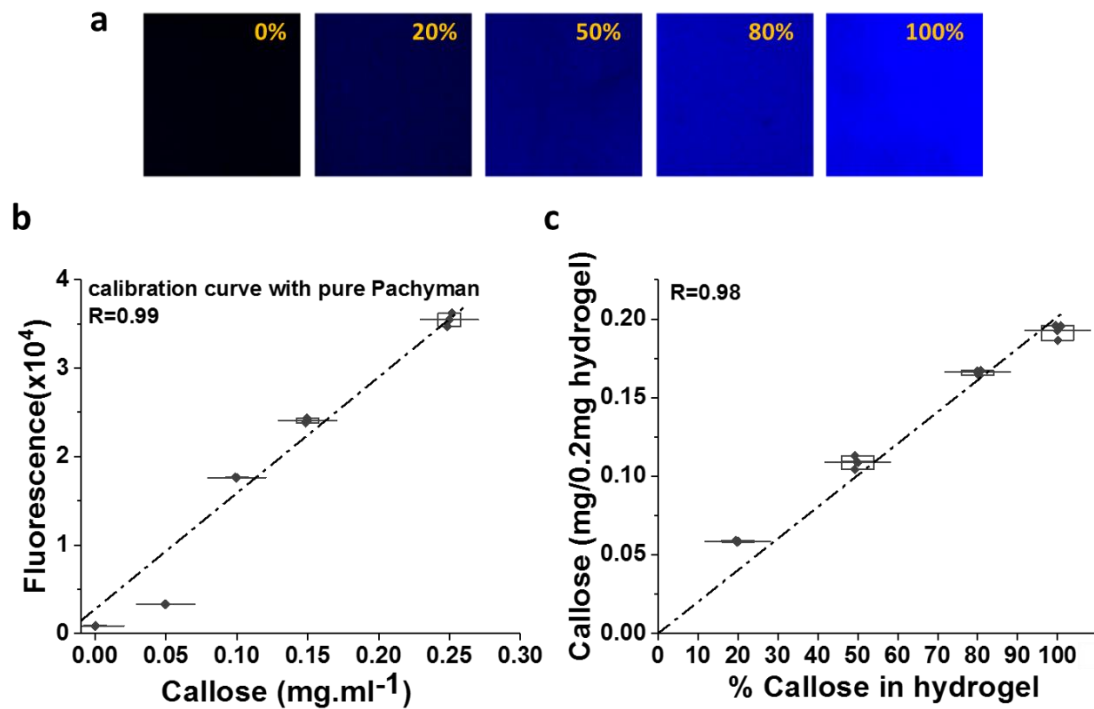 a
0% 20% 50% 80% 100%
b
calibration curve with pure Pachyman
R=0.99
Fluorescence(x10⁴)
4
3
2
1
0
0.00 0.05 0.10 0.15 0.20 0.25 0.30
Callose (mg.ml⁻¹)
c
R=0.98
Callose (mg/0.2mg hydrogel)
0.20
0.15
0.10
0.05
0.00
0 10 20 30 40 50 60 70 80 90 100
% Callose in hydrogel